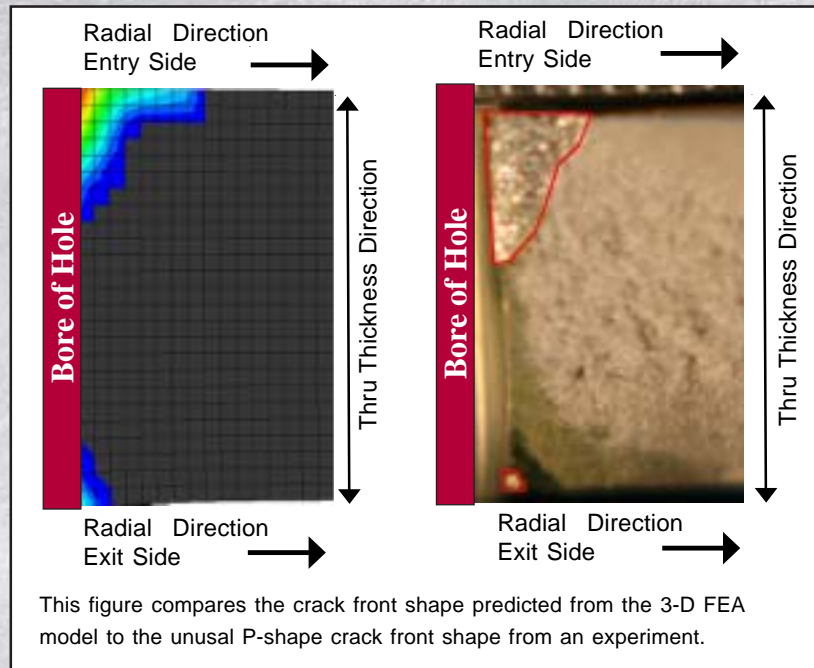 Radial Direction
Entry Side
Radial Direction
Entry Side
Bore of Hole
Thru Thickness Direction
Bore of Hole
Thru Thickness Direction
Radial Direction
Exit Side
Radial Direction
Exit Side
This figure compares the crack front shape predicted from the 3-D FEA
model to the unusal P-shape crack front shape from an experiment.